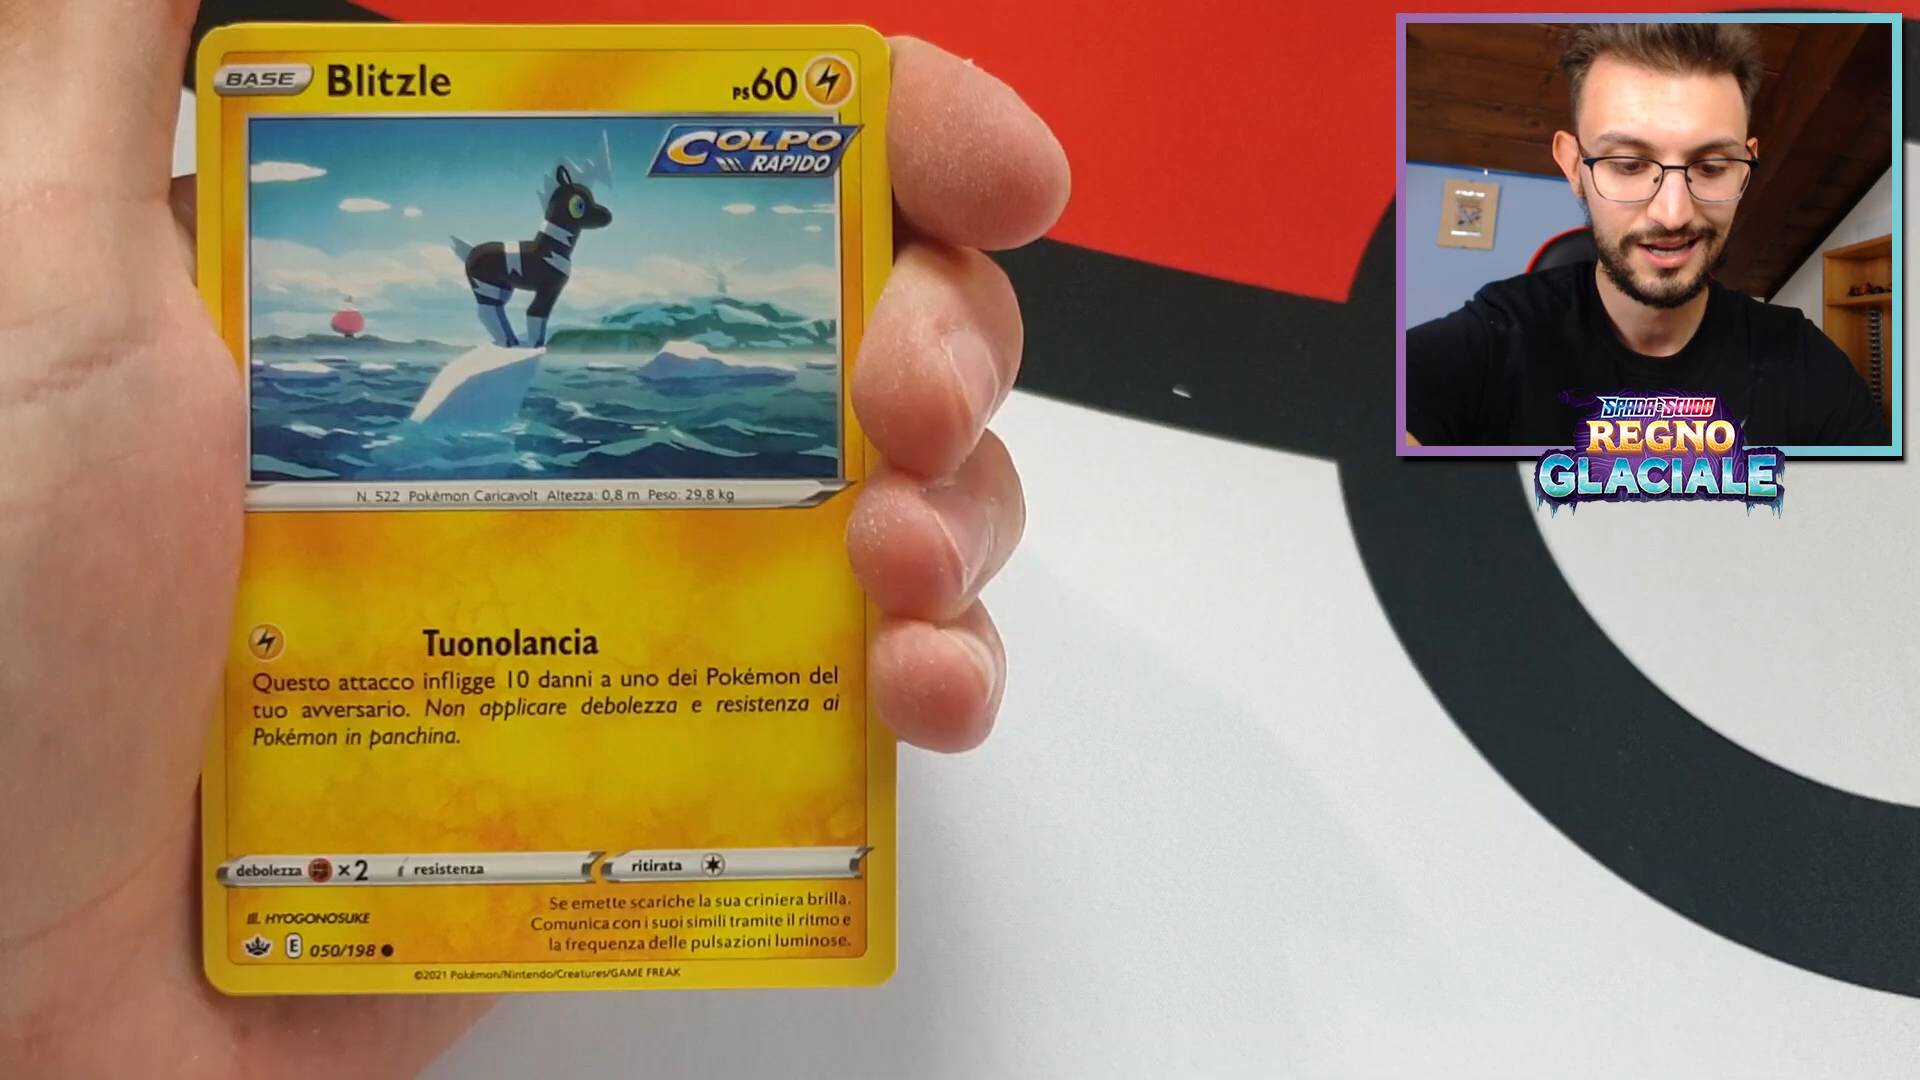 BASE Blitzle PS60
COLPO
RAPIDO
N. 522 Pokémon Caricavolt Altezza: 0,8 m Peso: 29,8 kg
Tuonolancia
Questo attacco infligge 10 danni a uno dei Pokémon del
tuo avversario. Non applicare debolezza e resistenza ai
Pokémon in panchina.
debolezza ×2 resistenza ritirata
Ill. HYOGONOSUKE
E 050/198
Se emette scariche la sua criniera brilla.
Comunica con i suoi simili tramite il ritmo e
la frequenza delle pulsazioni luminose.
©2021 Pokémon/Nintendo/Creatures/GAME FREAK
SPADA E SCUDO
REGNO
GLACIALE